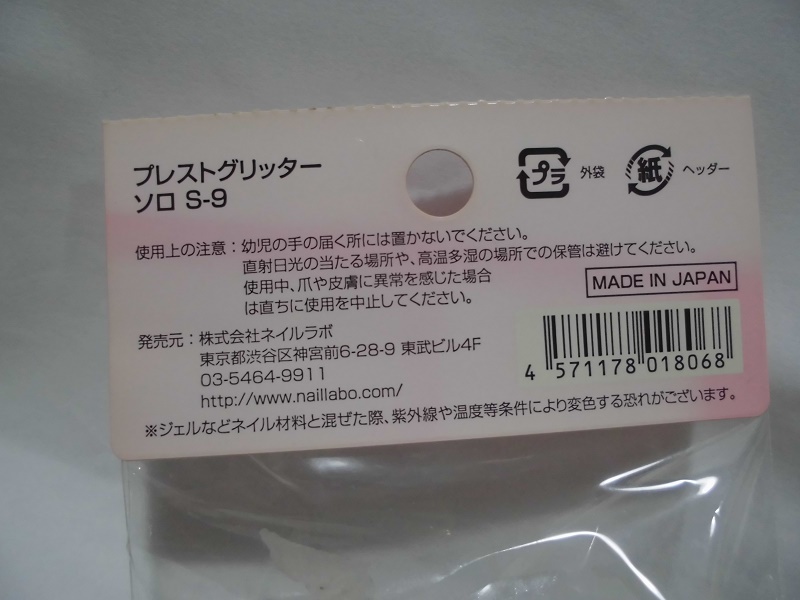 プレストグリッター
ソロ S-9
プラ 外袋
紙 ヘッダー
使用上の注意：幼児の手の届く所には置かないでください。
直射日光の当たる場所や、高温多湿の場所での保管は避けてください。
使用中、爪や皮膚に異常を感じた場合
は直ちに使用を中止してください。
MADE IN JAPAN
発売元：株式会社ネイルラボ
東京都渋谷区神宮前6-28-9 東武ビル4F
03-5464-9911
http://www.naillabo.com/
4 571178 018068
※ジェルなどネイル材料と混ぜた際、紫外線や温度等条件により変色する恐れがございます。